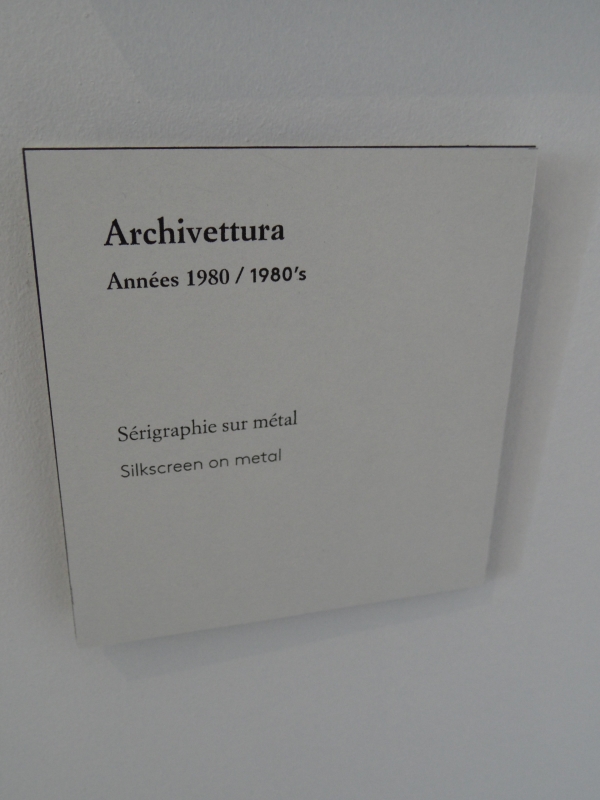 Archivettura
Années 1980 / 1980's
Sérigraphie sur métal
Silkscreen on metal